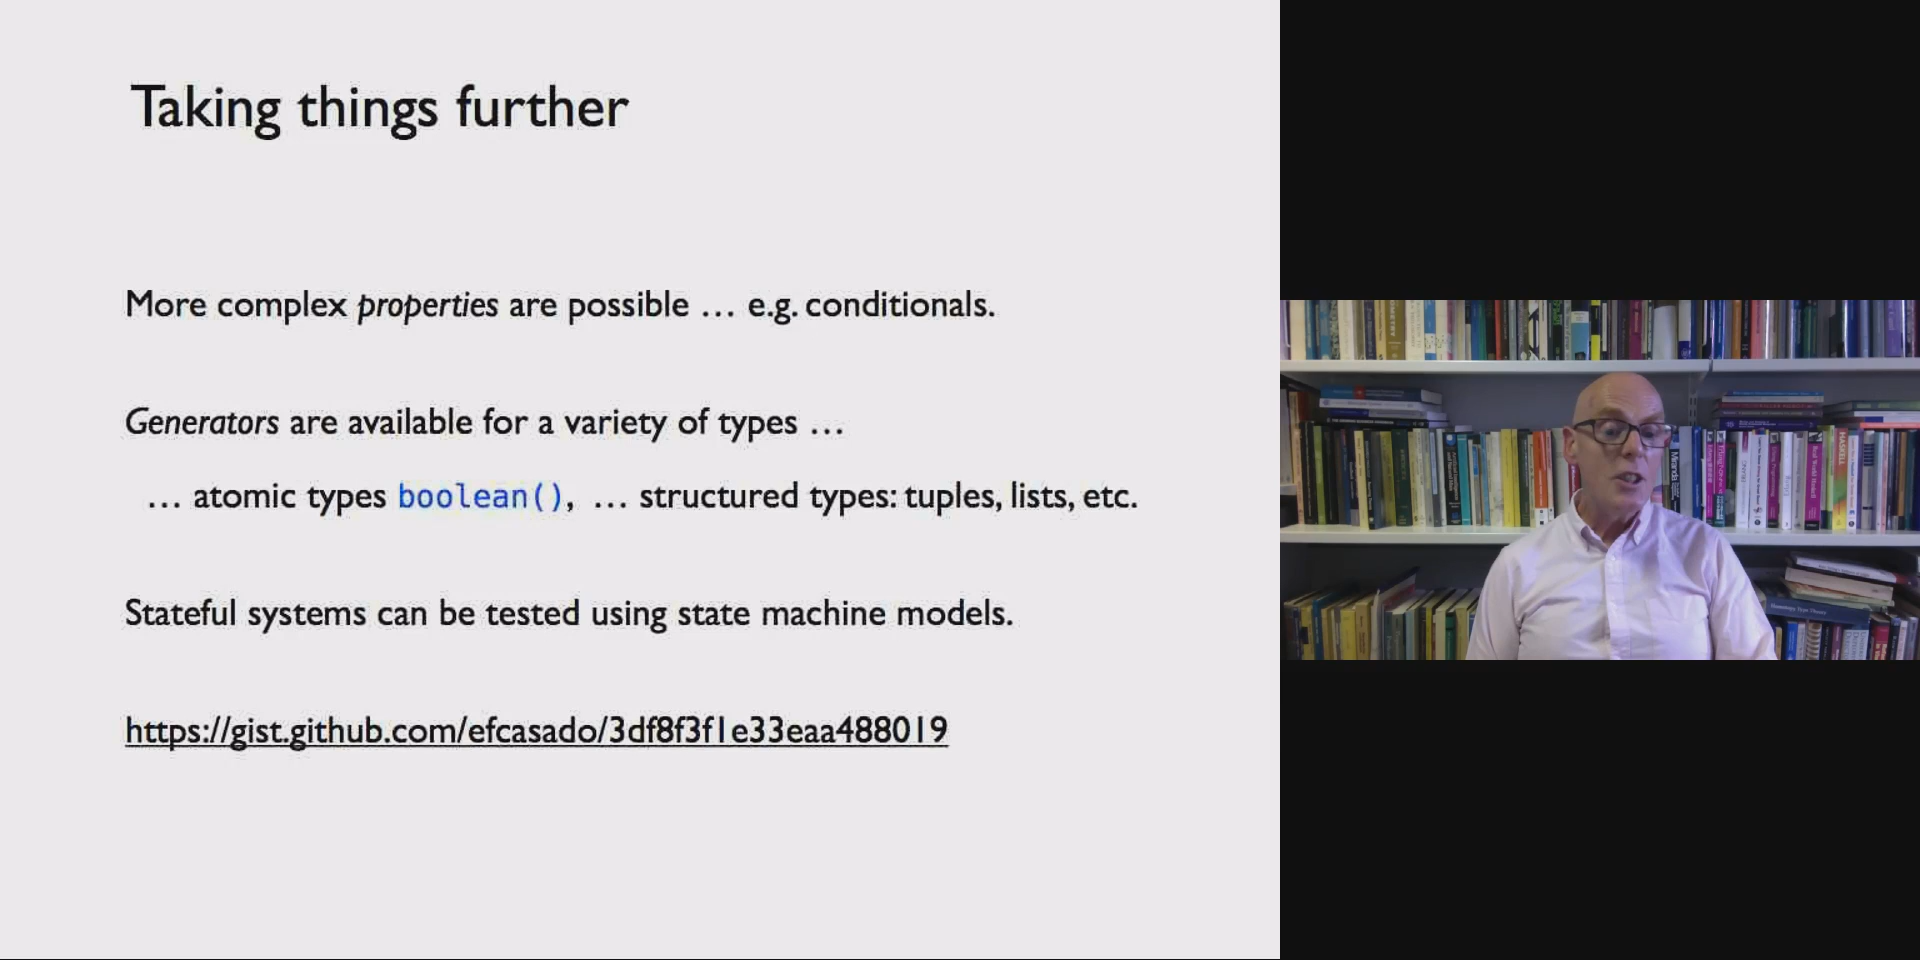 Taking things further
More complex properties are possible … e.g. conditionals.
Generators are available for a variety of types …
… atomic types boolean(), … structured types: tuples, lists, etc.
Stateful systems can be tested using state machine models.
https://gist.github.com/efcasado/3df8f3f1e33eaa488019
Miranda
HASKELL